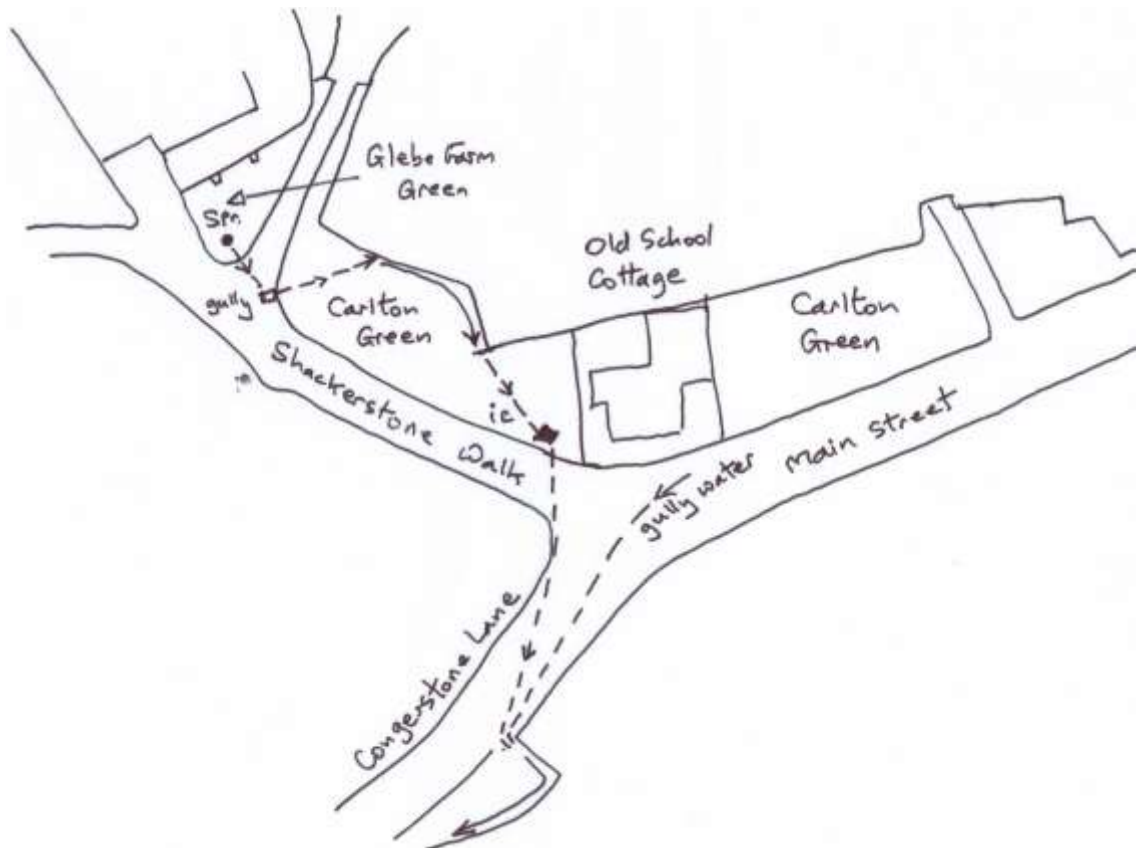 Glebe Farm
Green
Spn
gully
Carlton
Green
Old School
Cottage
Carlton
Green
Shackerstone
Walk
ic
gully water
Main Street
Congerstone Lane